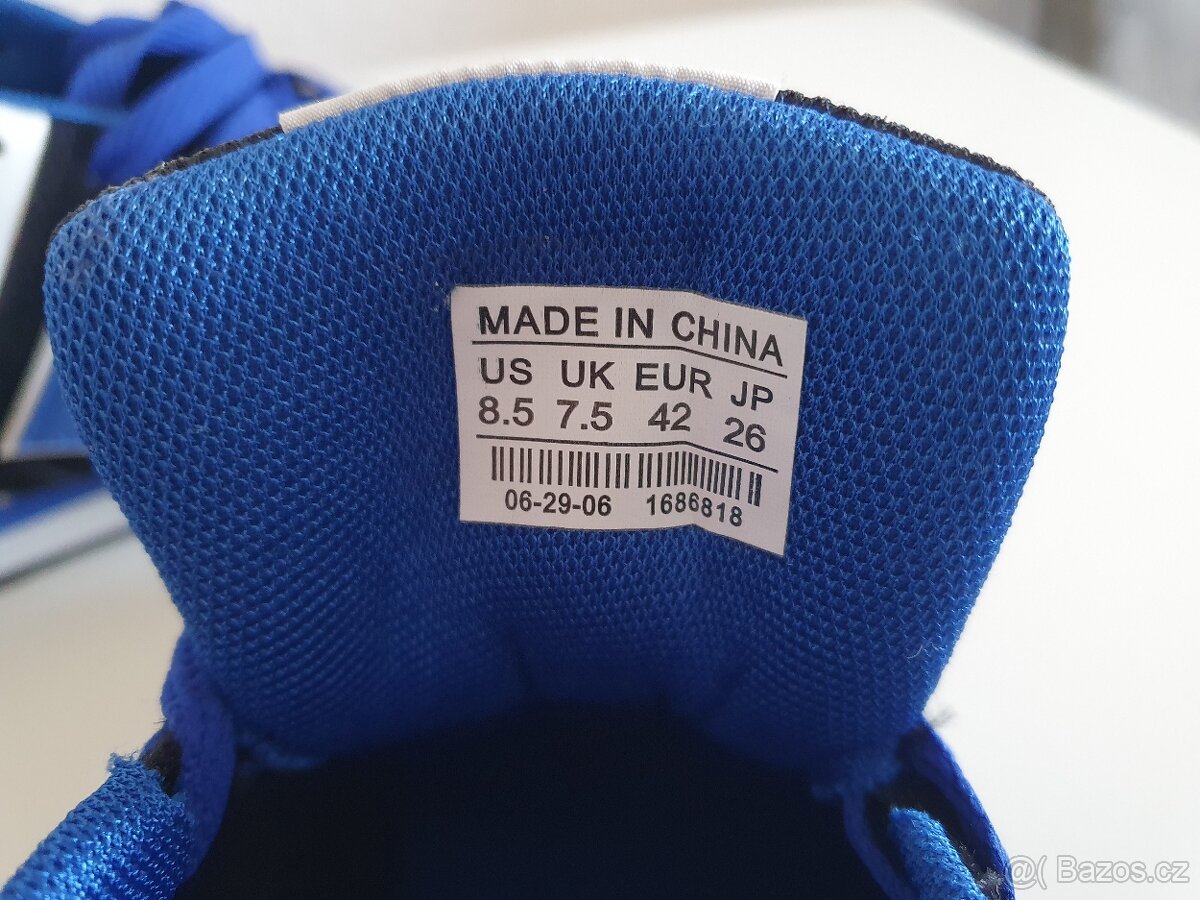 MADE IN CHINA
US UK EUR JP
8.5 7.5 42 26
06-29-06 1686818
@( Bazos.cz